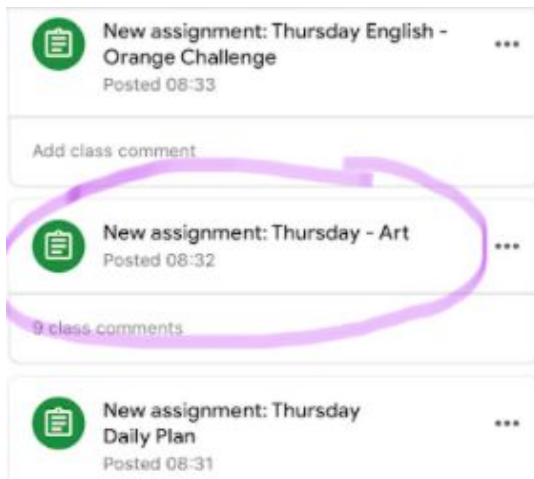 New assignment: Thursday English -
Orange Challenge
Posted 08:33
Add class comment
New assignment: Thursday - Art
Posted 08:32
9 class comments
New assignment: Thursday
Daily Plan
Posted 08:31